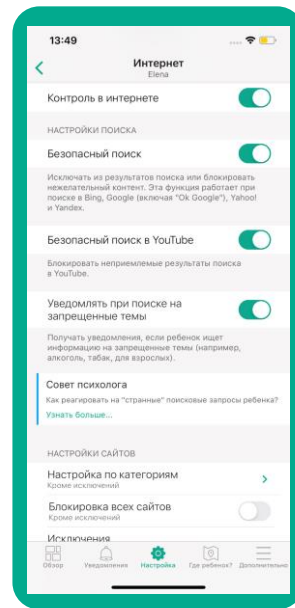 13:49
Интернет
Elena
Контроль в интернете
НАСТРОЙКИ ПОИСКА
Безопасный поиск
Исключать из результатов поиска или блокировать
нежелательный контент. Эта функция работает при
поиске в Bing, Google (включая "Ok Google"), Yahoo!
и Yandex.
Безопасный поиск в YouTube
Блокировать неприемлемые результаты поиска
в YouTube.
Уведомлять при поиске на
запрещенные темы
Получать уведомления, если ребенок ищет
информацию на запрещенные темы (например,
алкоголь, табак, для взрослых).
Совет психолога
Как реагировать на "странные" поисковые запросы ребенка?
Узнать больше...
НАСТРОЙКИ САЙТОВ
Настройка по категориям
Кроме исключений
Блокировка всех сайтов
Кроме исключений
Исключения
Обзор Уведомления Настройка Где ребенок? Дополнительно